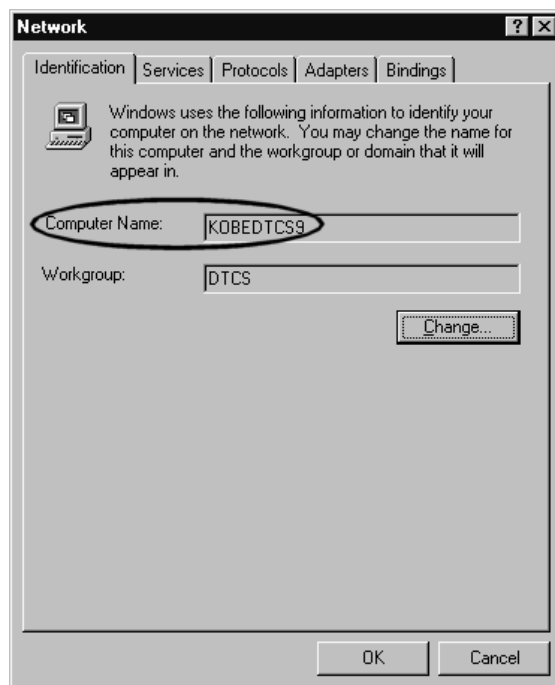 Network
Identification Services Protocols Adapters Bindings
Windows uses the following information to identify your
computer on the network. You may change the name for
this computer and the workgroup or domain that it will
appear in.
Computer Name: KOBEDTCS9
Workgroup: DTCS
Change...
OK Cancel